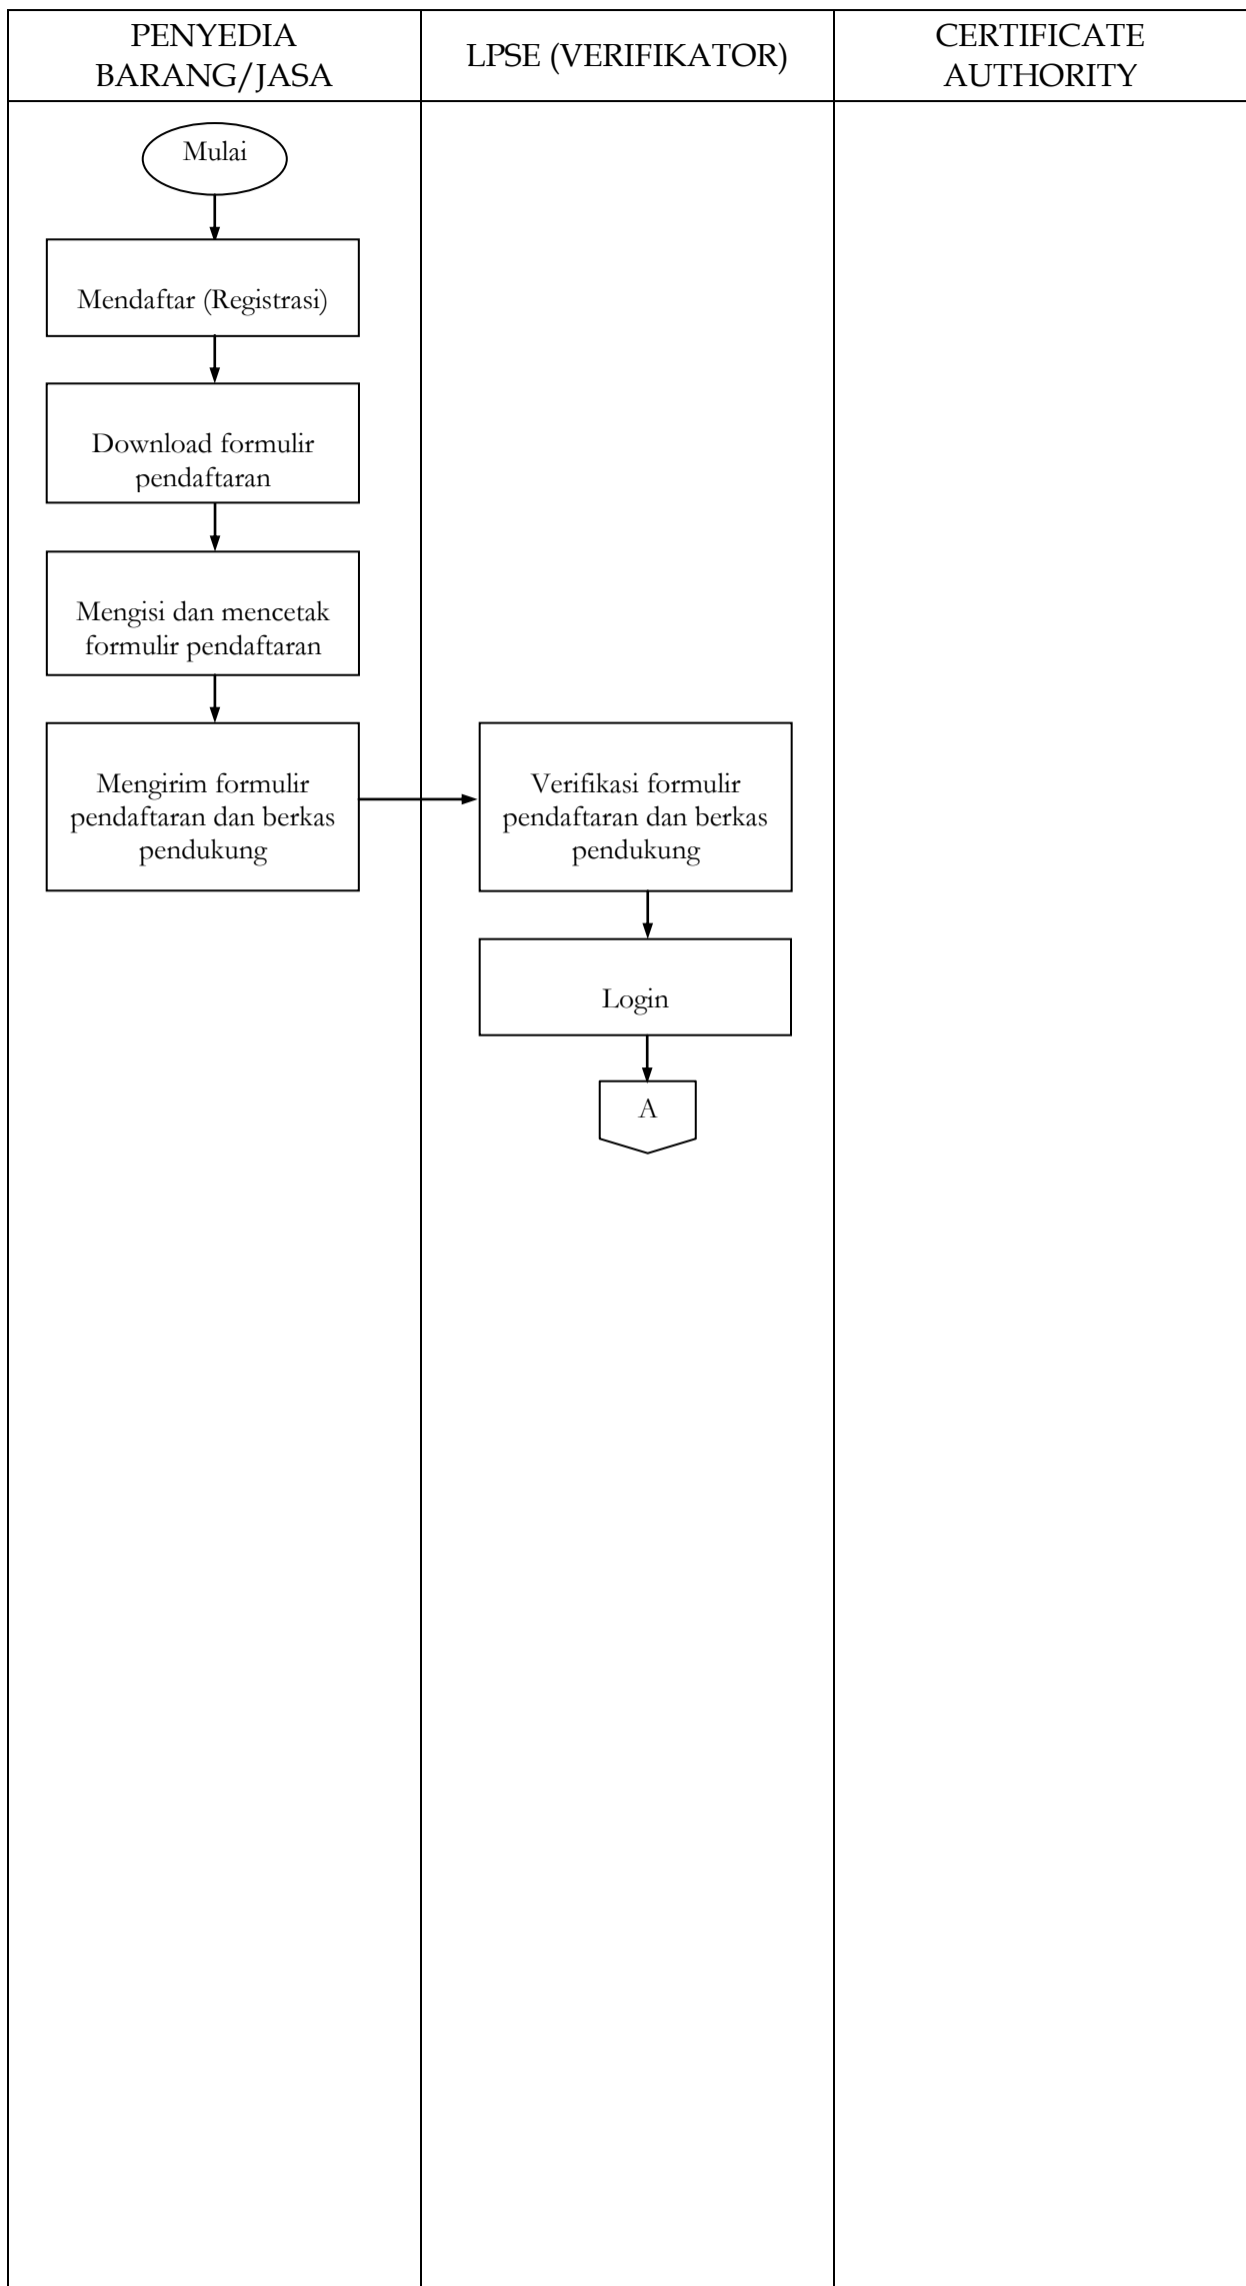 PENYEDIA
BARANG/JASA
LPSE (VERIFIKATOR)
CERTIFICATE
AUTHORITY
Mulai
Mendaftar (Registrasi)
Download formulir
pendaftaran
Mengisi dan mencetak
formulir pendaftaran
Mengirim formulir
pendaftaran dan berkas
pendukung
Verifikasi formulir
pendaftaran dan berkas
pendukung
Login
A